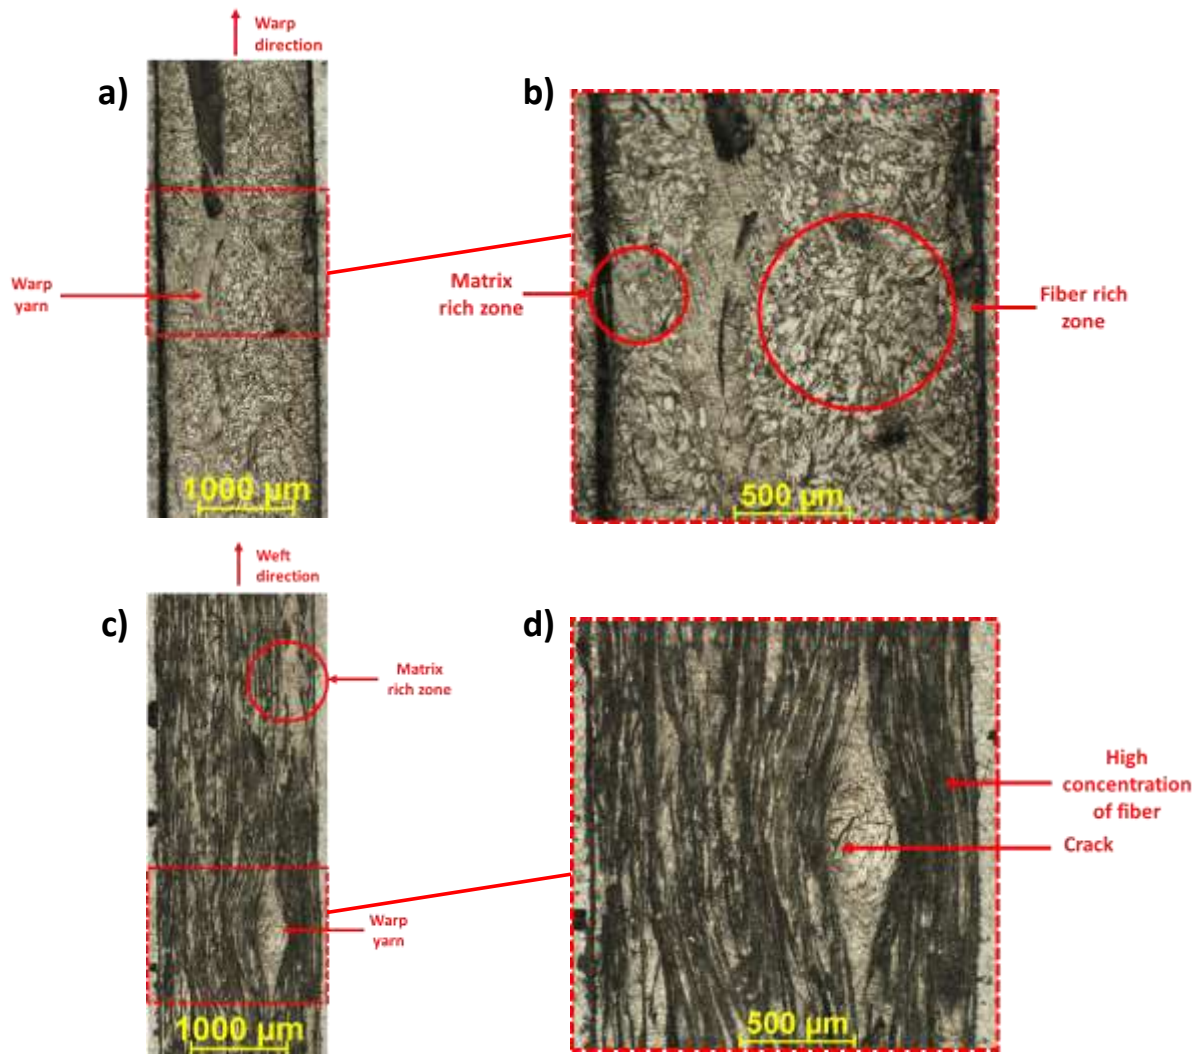 Warp
direction
a)
b)
Warp
yarn
Matrix
rich zone
Fiber rich
zone
1000 µm
500 µm
Weft
direction
c)
d)
Matrix
rich zone
High
concentration
of fiber
Crack
Warp
yarn
1000 µm
500 µm